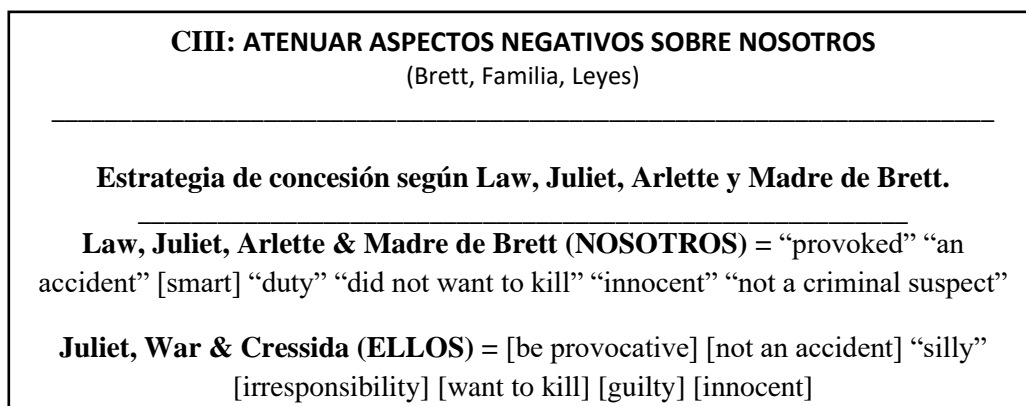 CIII: ATENUAR ASPECTOS NEGATIVOS SOBRE NOSOTROS
(Brett, Familia, Leyes)
Estrategia de concesión según Law, Juliet, Arlette y Madre de Brett.
Law, Juliet, Arlette & Madre de Brett (NOSOTROS) = “provoked” “an
accident” [smart] “duty” “did not want to kill” “innocent” “not a criminal suspect”
Juliet, War & Cressida (ELLOS) = [be provocative] [not an accident] “silly”
[irresponsibility] [want to kill] [guilty] [innocent]